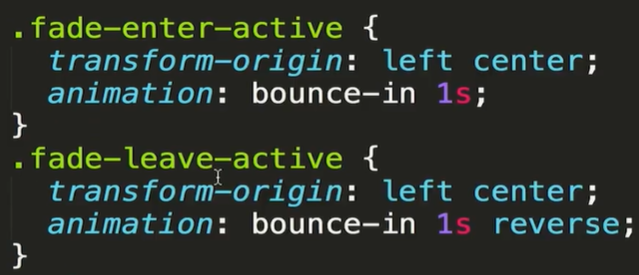 .fade-enter-active {
  transform-origin: left center;
  animation: bounce-in 1s;
}
.fade-leave-active {
  transform-origin: left center;
  animation: bounce-in 1s reverse;
}